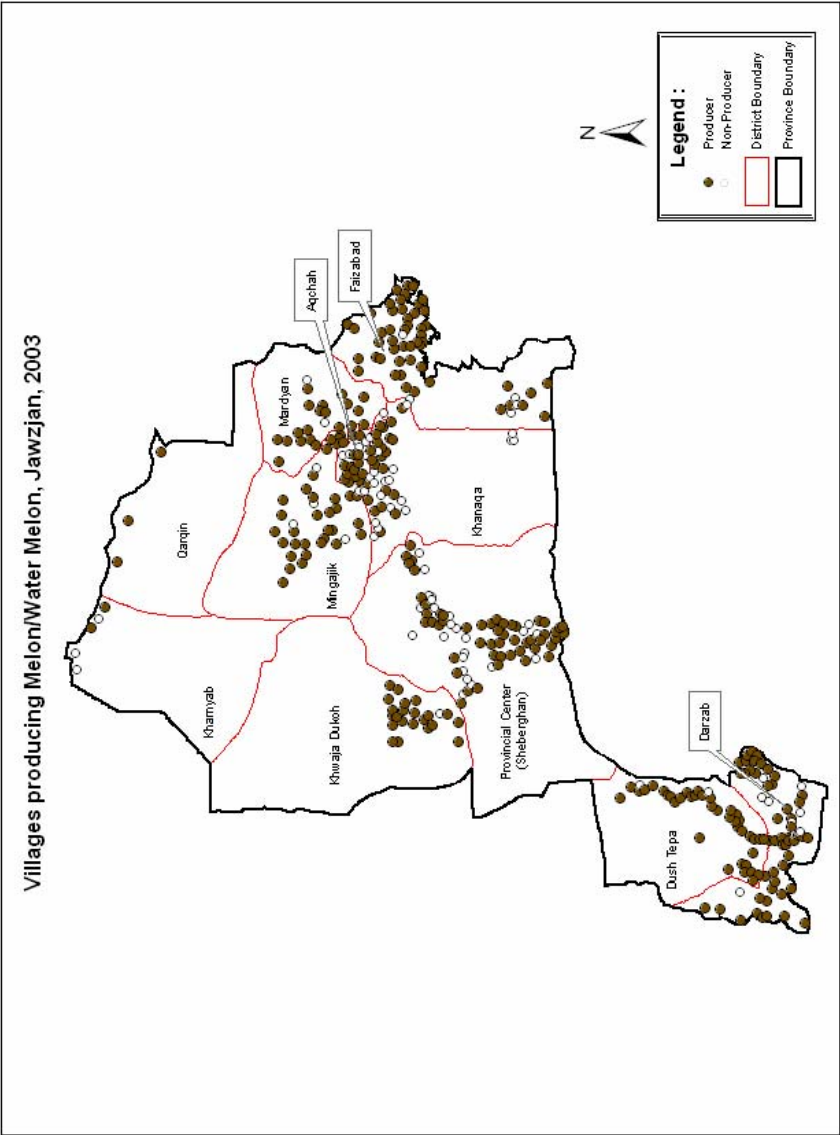 Villages producing Melon/Water Melon, Jawzjan, 2003
Qarqin
Khamyab
Mardyan
Aqchah
Faizabad
Mingajik
Khwaja Dukoh
Khanaqa
Provincial Center
(Sheberghan)
Dush Tepa
Darzab
N
Legend :
Producer
Non-Producer
District Boundary
Province Boundary